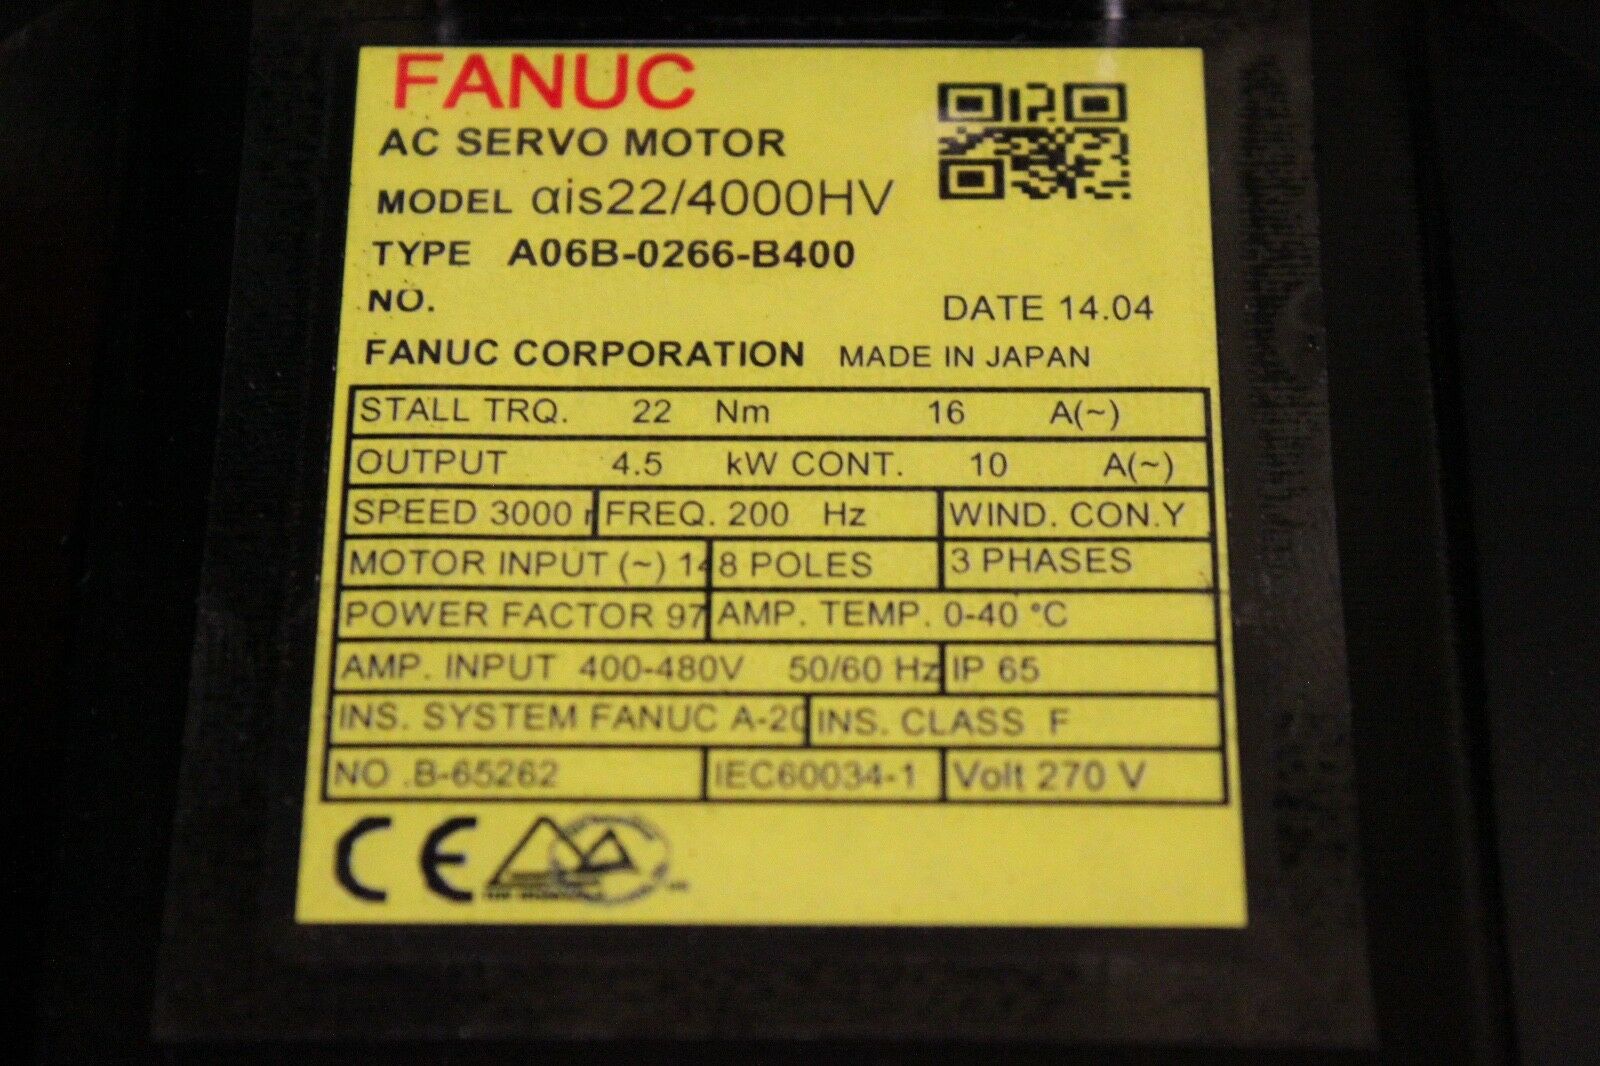 FANUC
AC SERVO MOTOR
MODEL αis22/4000HV
TYPE A06B-0266-B400
NO.
DATE 14.04
FANUC CORPORATION MADE IN JAPAN
STALL TRQ. 22 Nm 16 A(~)
OUTPUT 4.5 kW CONT. 10 A(~)
SPEED 3000 FREQ. 200 Hz WIND. CON.Y
MOTOR INPUT (~) 14 8 POLES 3 PHASES
POWER FACTOR 97 AMP. TEMP. 0-40 °C
AMP. INPUT 400-480V 50/60 Hz IP 65
INS. SYSTEM FANUC A-20 INS. CLASS F
NO .B-65262 IEC60034-1 Volt 270 V
CE